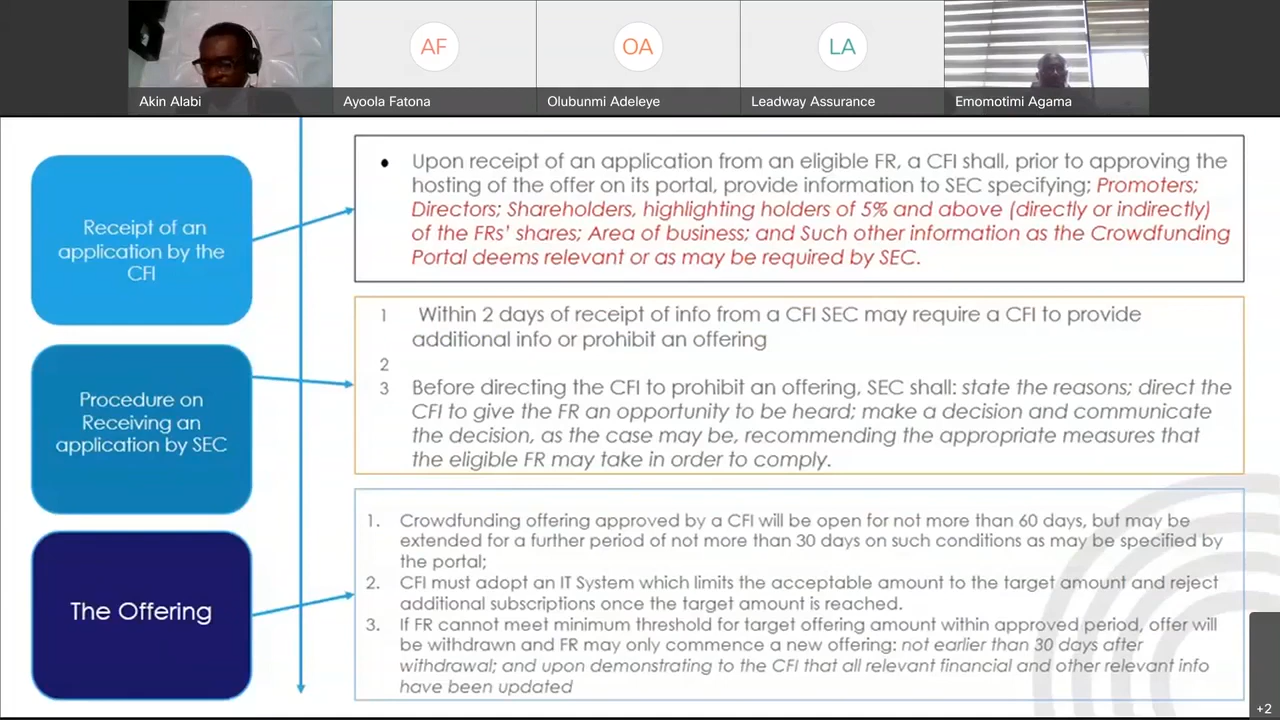 AF
OA
LA
Akin Alabi
Ayoola Fatona
Olubunmi Adeleye
Leadway Assurance
Emomotimi Agama
Receipt of an
application by the
CFI
• Upon receipt of an application from an eligible FR, a CFI shall, prior to approving the
hosting of the offer on its portal, provide information to SEC specifying: Promoters;
Directors; Shareholders, highlighting holders of 5% and above (directly or indirectly)
of the FRs' shares; Area of business; and Such other information as the Crowdfunding
Portal deems relevant or as may be required by SEC.
Procedure on
Receiving an
application by SEC
1 Within 2 days of receipt of info from a CFI SEC may require a CFI to provide
additional info or prohibit an offering
2
3 Before directing the CFI to prohibit an offering, SEC shall: state the reasons; direct the
CFI to give the FR an opportunity to be heard; make a decision and communicate
the decision, as the case may be, recommending the appropriate measures that
the eligible FR may take in order to comply.
The Offering
1. Crowdfunding offering approved by a CFI will be open for not more than 60 days, but may be
extended for a further period of not more than 30 days on such conditions as may be specified by
the portal;
2. CFI must adopt an IT System which limits the acceptable amount to the target amount and reject
additional subscriptions once the target amount is reached.
3. If FR cannot meet minimum threshold for target offering amount within approved period, offer will
be withdrawn and FR may only commence a new offering: not earlier than 30 days after
withdrawal; and upon demonstrating to the CFI that all relevant financial and other relevant info
have been updated
+2